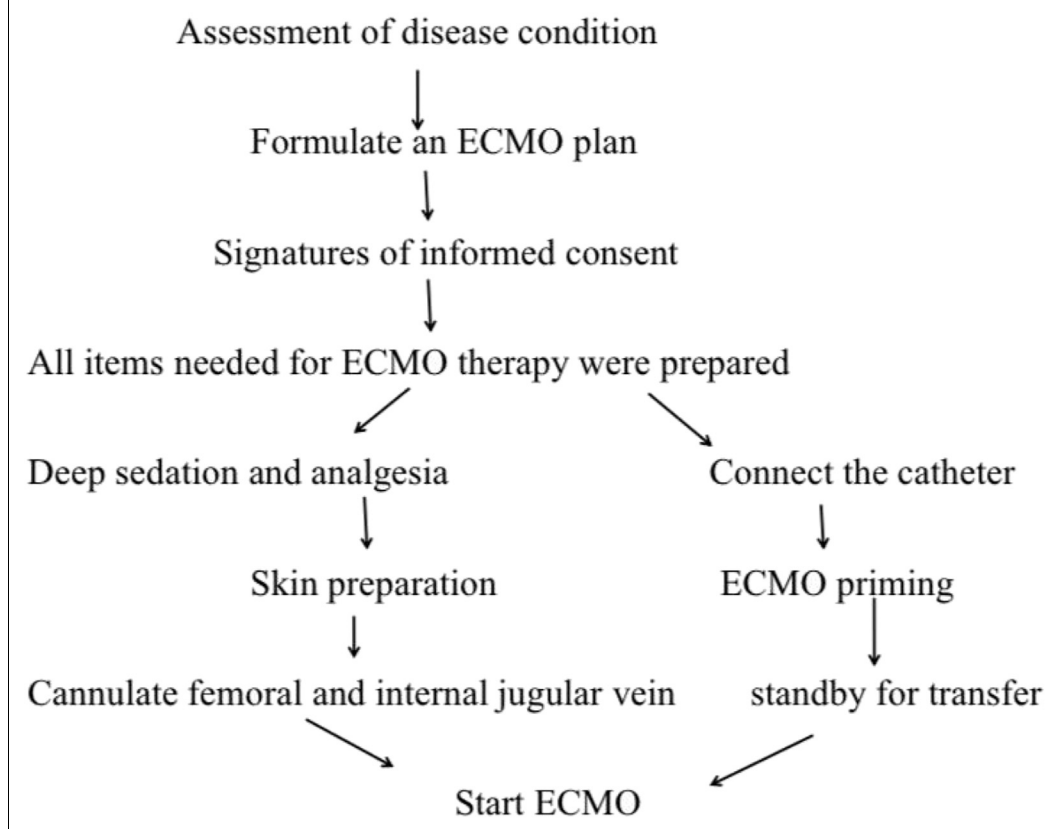 Assessment of disease condition
Formulate an ECMO plan
Signatures of informed consent
All items needed for ECMO therapy were prepared
Deep sedation and analgesia
Connect the catheter
Skin preparation
ECMO priming
Cannulate femoral and internal jugular vein
standby for transfer
Start ECMO